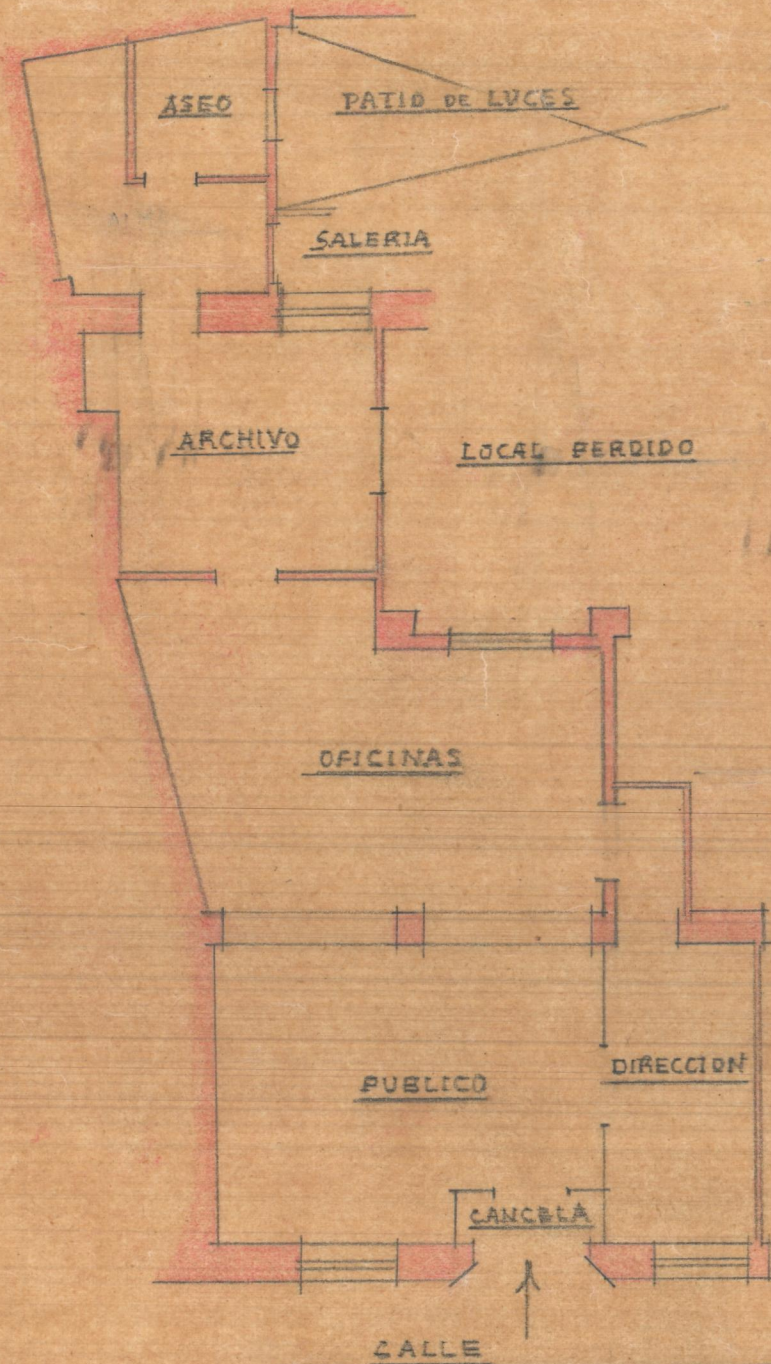 ASEO
PATIO DE LUCES
SALERIA
ARCHIVO
LOCAL PERDIDO
OFICINAS
PUBLICO
DIRECCION
CANCELA
CALLE